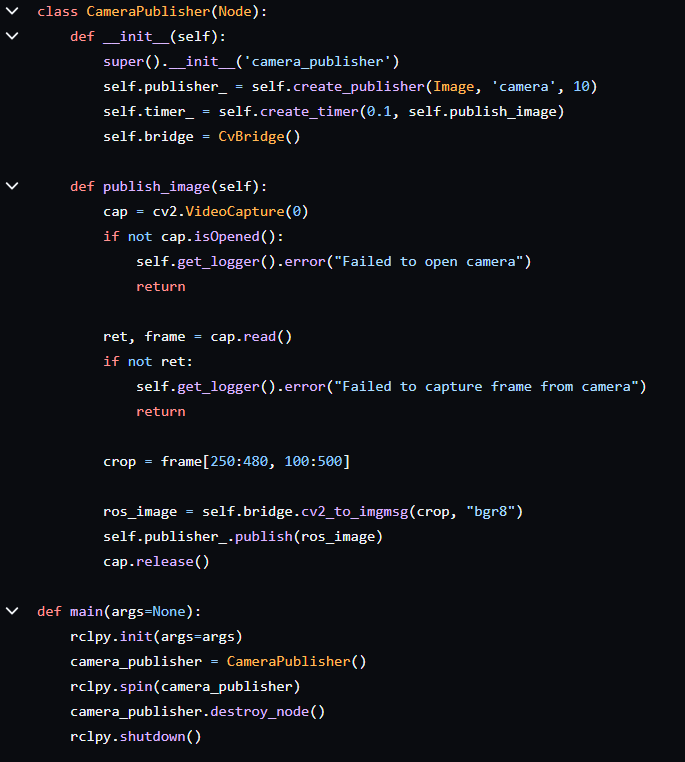 class CameraPublisher(Node):
    def __init__(self):
        super().__init__('camera_publisher')
        self.publisher_ = self.create_publisher(Image, 'camera', 10)
        self.timer_ = self.create_timer(0.1, self.publish_image)
        self.bridge = CvBridge()

    def publish_image(self):
        cap = cv2.VideoCapture(0)
        if not cap.isOpened():
            self.get_logger().error("Failed to open camera")
            return

        ret, frame = cap.read()
        if not ret:
            self.get_logger().error("Failed to capture frame from camera")
            return

        crop = frame[250:480, 100:500]

        ros_image = self.bridge.cv2_to_imgmsg(crop, "bgr8")
        self.publisher_.publish(ros_image)
        cap.release()

def main(args=None):
    rclpy.init(args=args)
    camera_publisher = CameraPublisher()
    rclpy.spin(camera_publisher)
    camera_publisher.destroy_node()
    rclpy.shutdown()